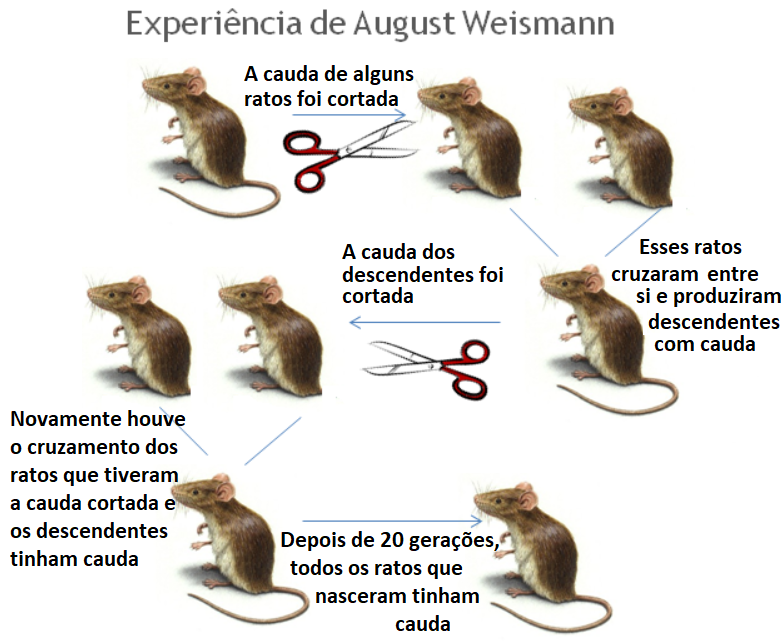 Experiência de August Weismann
A cauda de alguns
ratos foi cortada
Esses ratos
cruzaram entre
si e produziram
descendentes
com cauda
A cauda dos
descendentes foi
cortada
Novamente houve
o cruzamento dos
ratos que tiveram
a cauda cortada e
os descendentes
tinham cauda
Depois de 20 gerações,
todos os ratos que
nasceram tinham
cauda